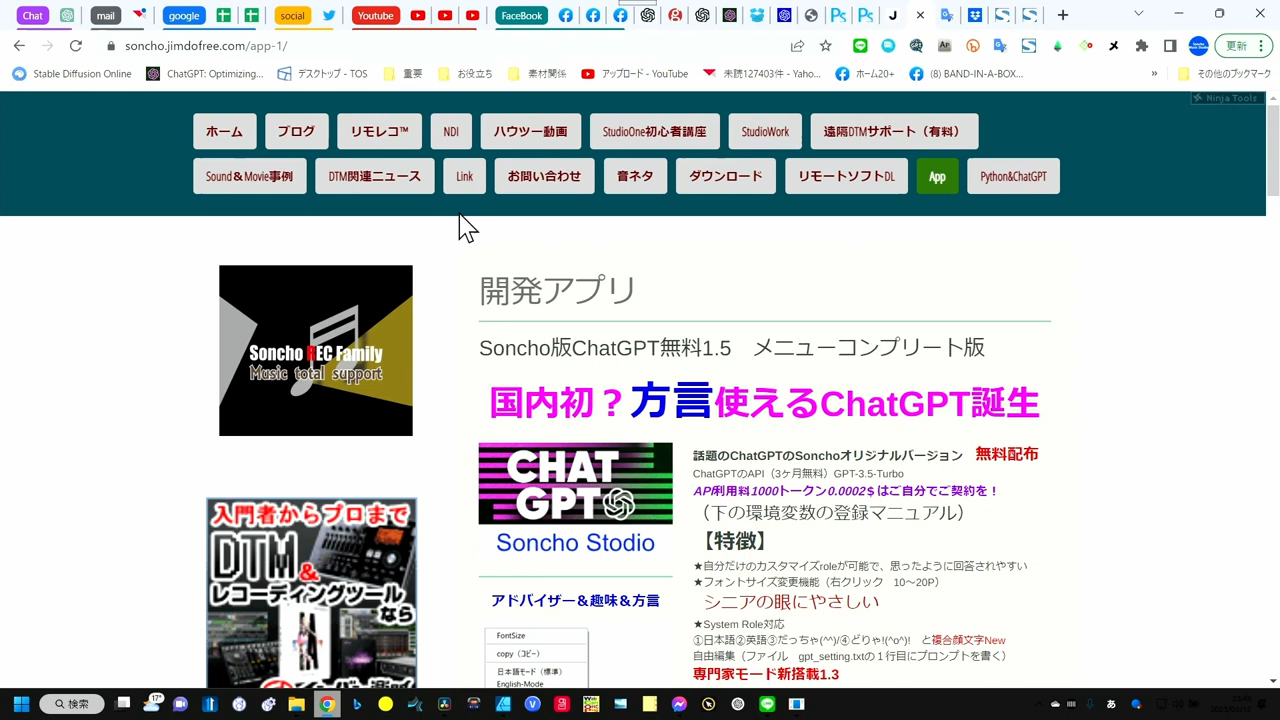 Chat
mail
google
social
Youtube
FaceBook
soncho.jimdofree.com/app-1/
更新
Stable Diffusion Online
ChatGPT: Optimizing...
デスクトップ - TOS
重要
お役立ち
素材関係
アップロード - YouTube
未読127403件 - Yaho...
ホーム20+
(8) BAND-IN-A-BOX...
»
その他のブックマーク
Ninja Tools
ホーム
ブログ
リモレコ™
NDI
ハウツー動画
StudioOne初心者講座
StudioWork
遠隔DTMサポート（有料）
Sound＆Movie事例
DTM関連ニュース
Link
お問い合わせ
音ネタ
ダウンロード
リモートソフトDL
App
Python&ChatGPT
Soncho REC Family
Music total support
入門者からプロまで
DTM&
レコーディングツール
なら
開発アプリ
Soncho版ChatGPT無料1.5　メニューコンプリート版
国内初？方言使えるChatGPT誕生
CHAT
GPT
Soncho Stodio
アドバイザー＆趣味＆方言
FontSize
copy（コピー）
日本語モード（標準）
English-Mode
話題のChatGPTのSonchoオリジナルバージョン　無料配布
ChatGPTのAPI（3ヶ月無料）GPT-3.5-Turbo
API利用料1000トークン0.0002＄はご自分でご契約を！
（下の環境変数の登録マニュアル）
【特徴】
★自分だけのカスタマイズroleが可能で、思ったように回答されやすい
★フォントサイズ変更機能（右クリック　10～20P）
シニアの眼にやさしい
★System Role対応
①日本語②英語③だっちゃ(^^)/④どりゃ!(^o^)!　と複合顔文字New
自由編集（ファイル　gpt_setting.txtの１行目にプロンプトを書く）
専門家モード新搭載1.3
検索
17°
あ